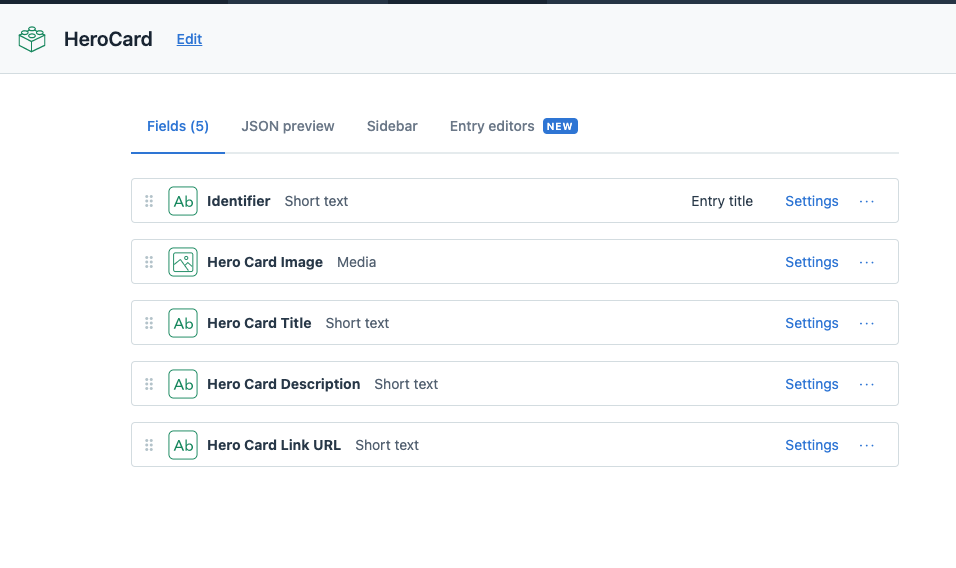 HeroCard Edit
Fields (5) JSON preview Sidebar Entry editors NEW
Ab Identifier Short text Entry title Settings ...
Hero Card Image Media Settings ...
Ab Hero Card Title Short text Settings ...
Ab Hero Card Description Short text Settings ...
Ab Hero Card Link URL Short text Settings ...